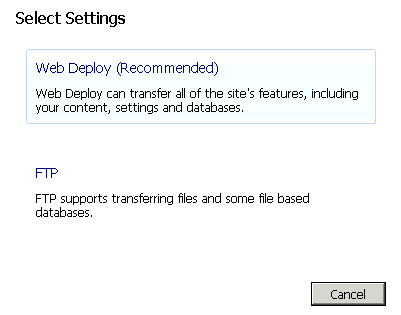 Select Settings
Web Deploy (Recommended)
Web Deploy can transfer all of the site's features, including
your content, settings and databases.
FTP
FTP supports transferring files and some file based
databases.
Cancel